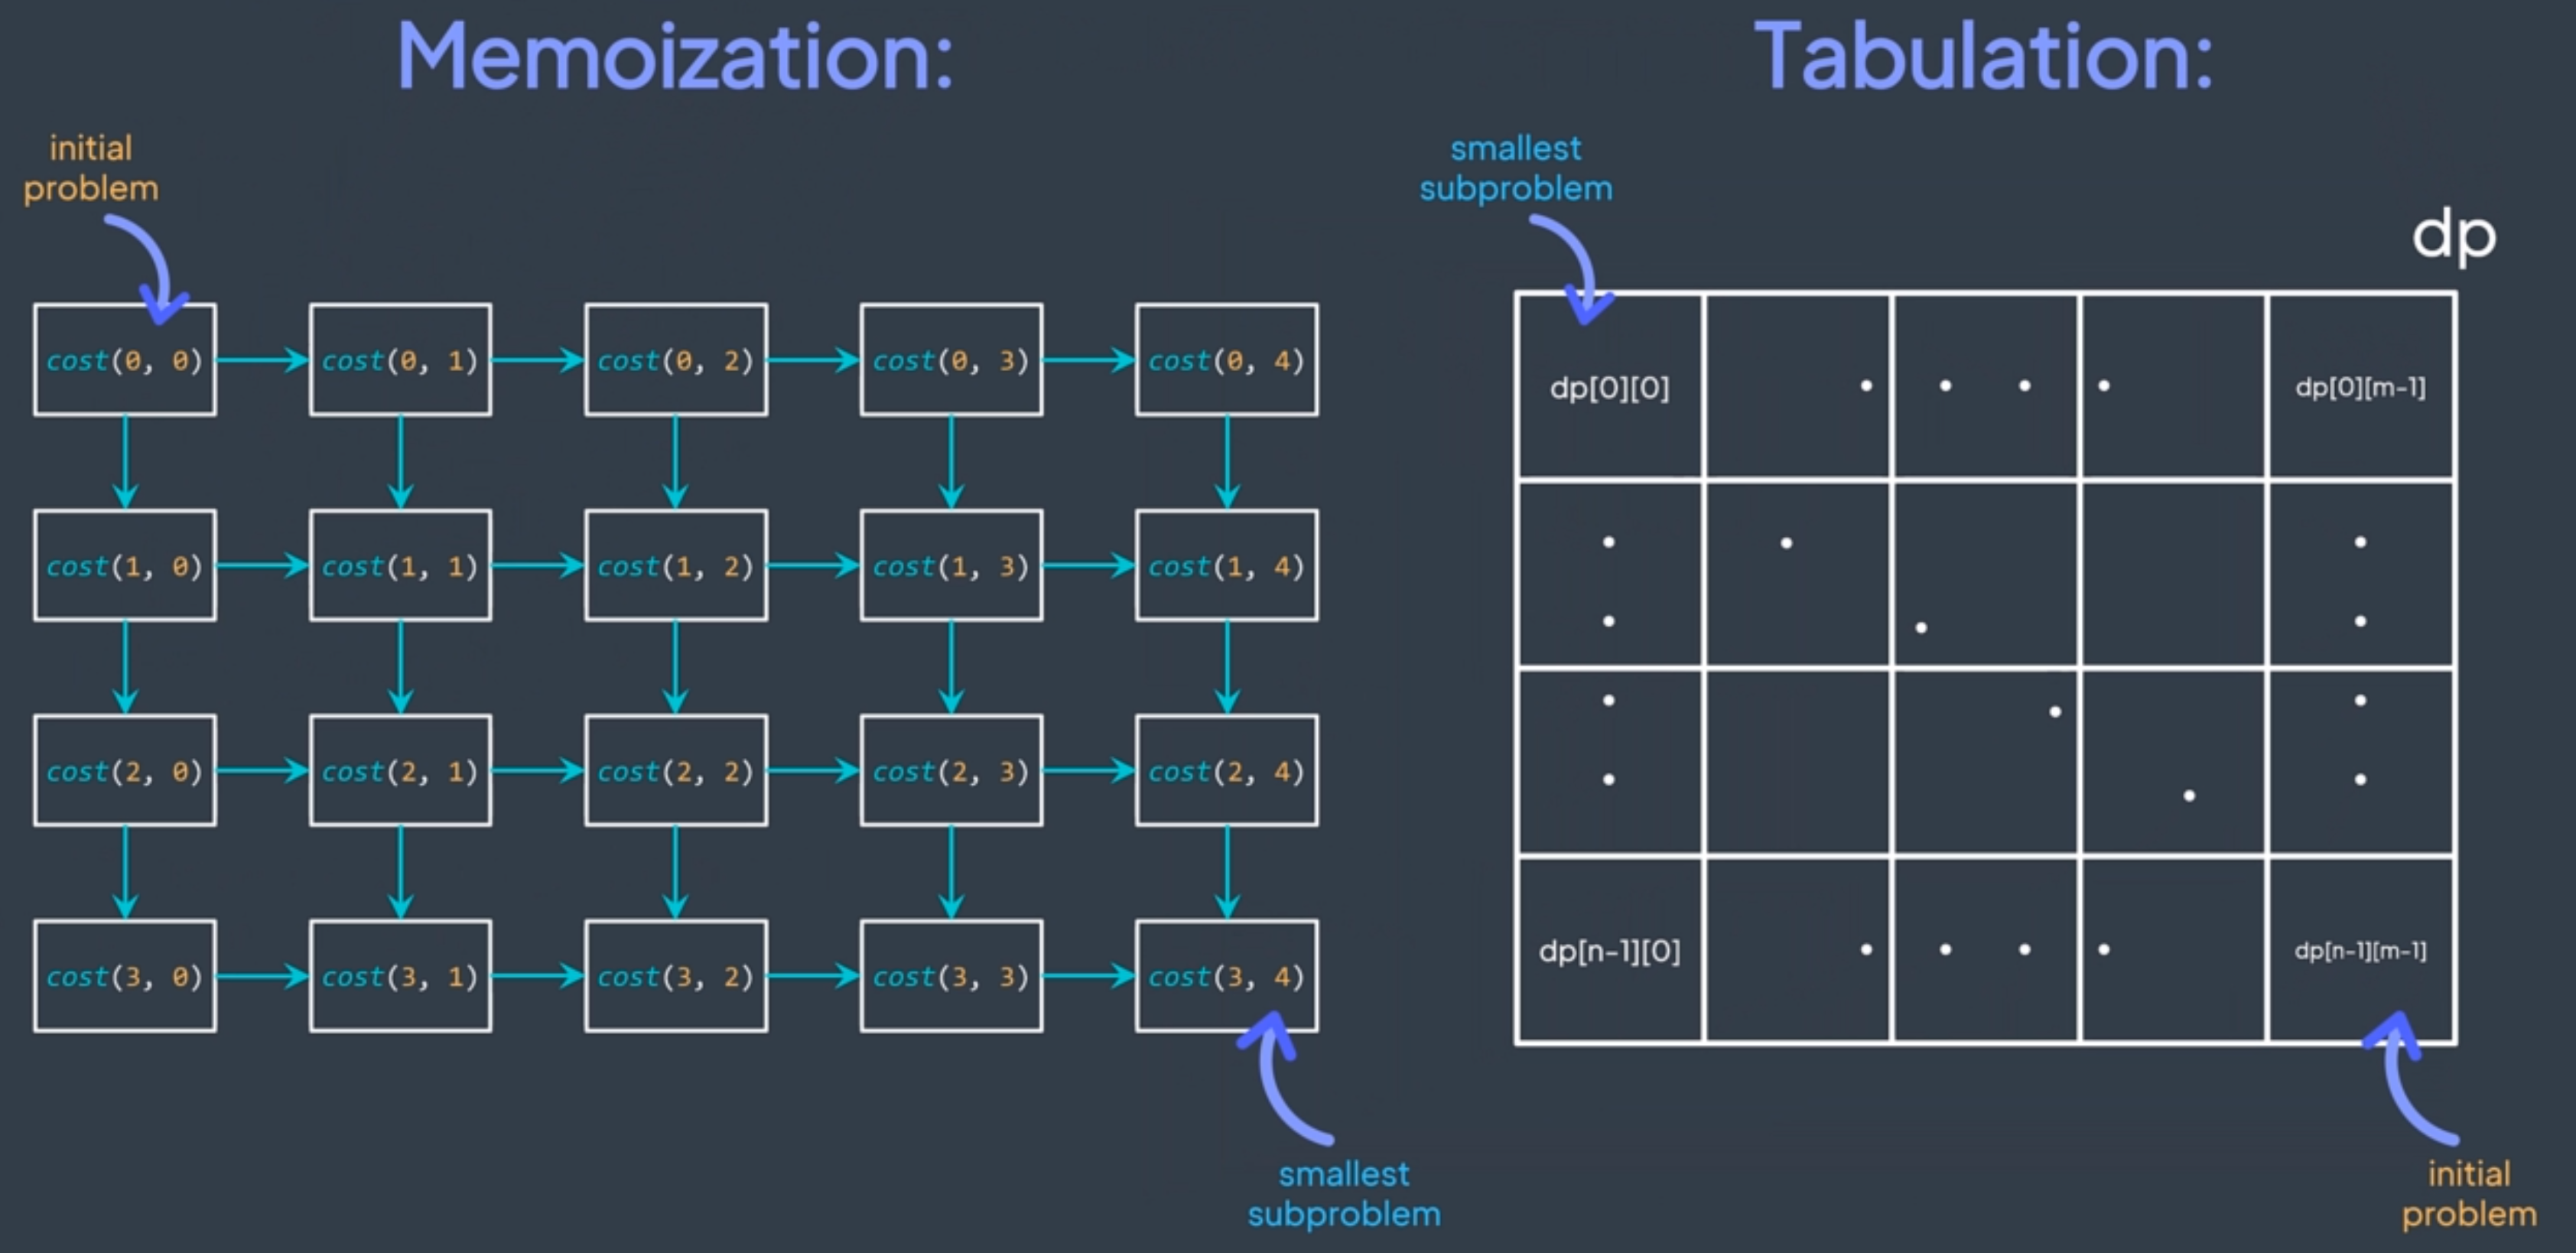 Memoization:
Tabulation:
initial
problem
smallest
subproblem
dp
cost(0, 0)
cost(0, 1)
cost(0, 2)
cost(0, 3)
cost(0, 4)
cost(1, 0)
cost(1, 1)
cost(1, 2)
cost(1, 3)
cost(1, 4)
cost(2, 0)
cost(2, 1)
cost(2, 2)
cost(2, 3)
cost(2, 4)
cost(3, 0)
cost(3, 1)
cost(3, 2)
cost(3, 3)
cost(3, 4)
smallest
subproblem
dp[0][0]
dp[0][m-1]
dp[n-1][0]
dp[n-1][m-1]
initial
problem